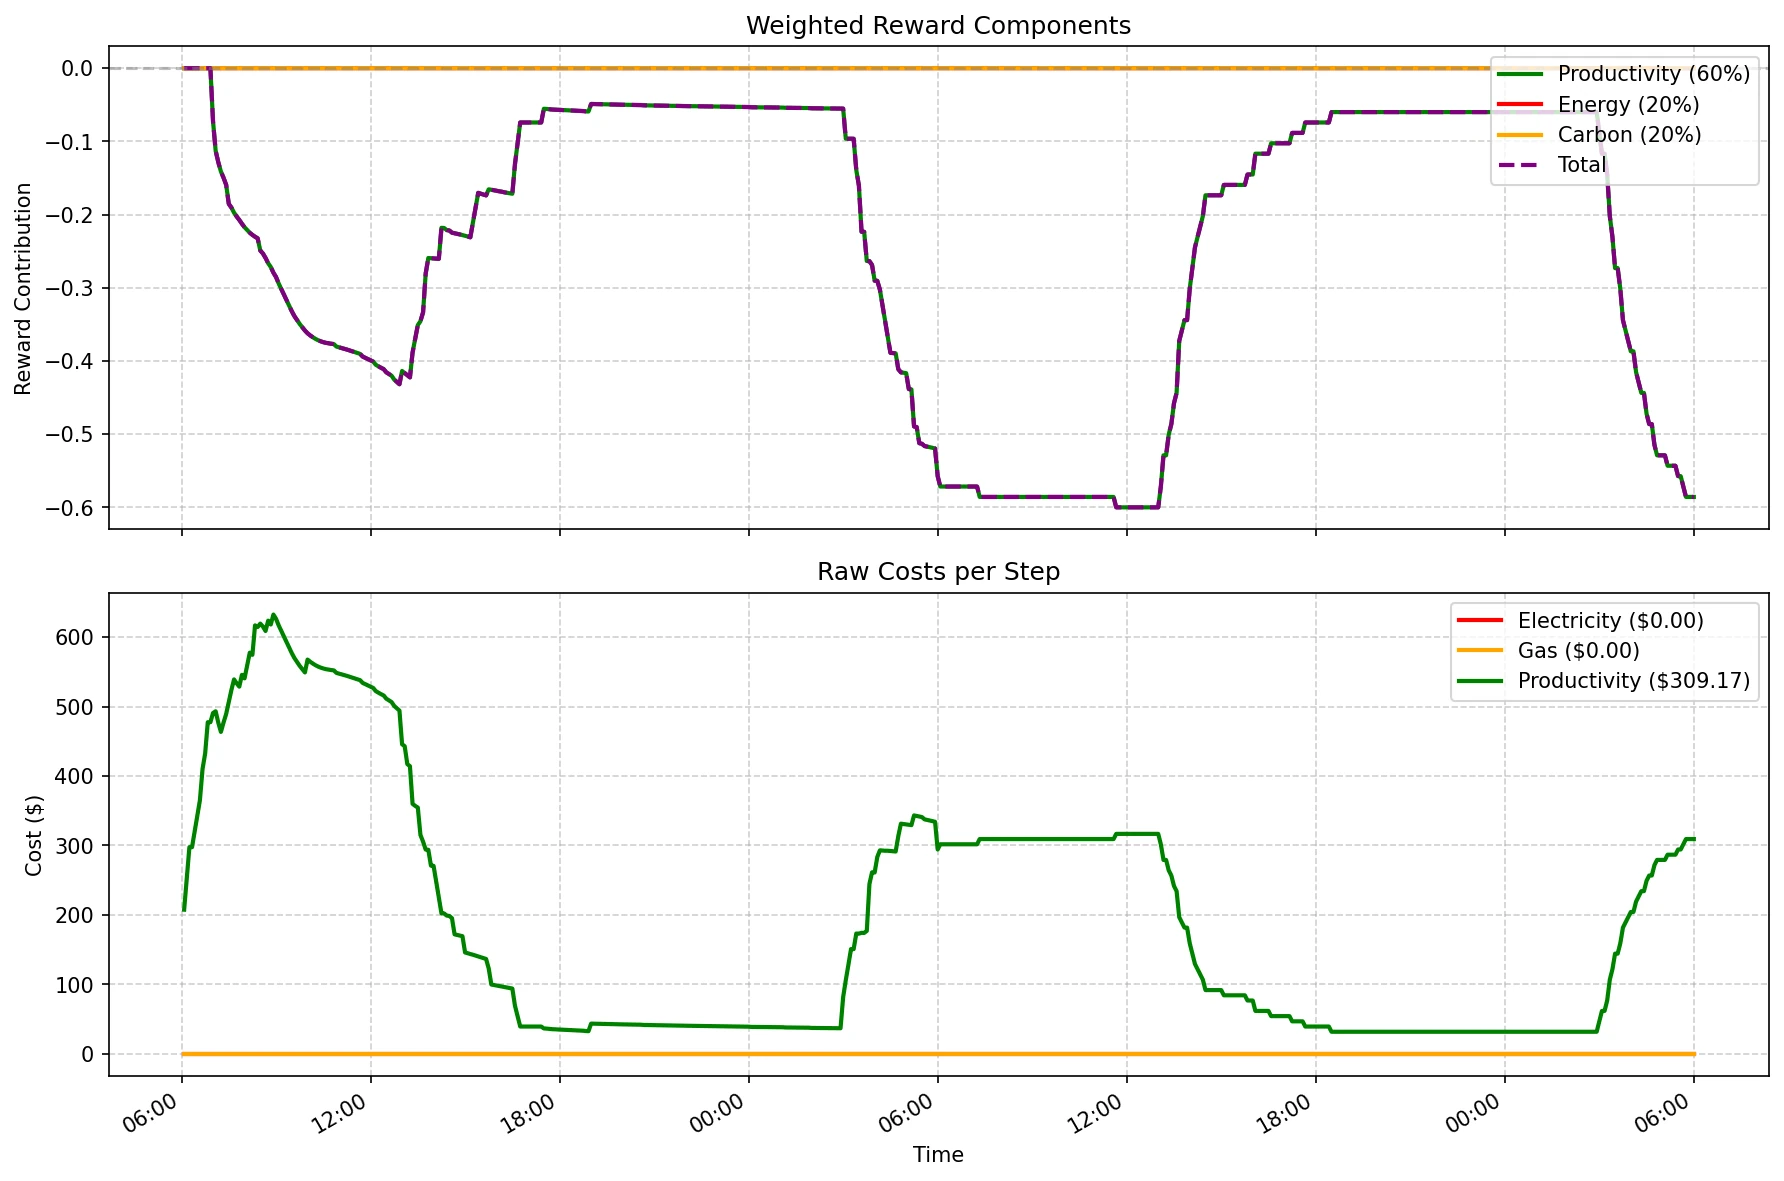 Weighted Reward Components
Reward Contribution
0.0
−0.1
−0.2
−0.3
−0.4
−0.5
−0.6
Productivity (60%)
Energy (20%)
Carbon (20%)
Total
Raw Costs per Step
Cost ($)
600
500
400
300
200
100
0
Electricity ($0.00)
Gas ($0.00)
Productivity ($309.17)
06:00 12:00 18:00 00:00 06:00 12:00 18:00 00:00 06:00
Time